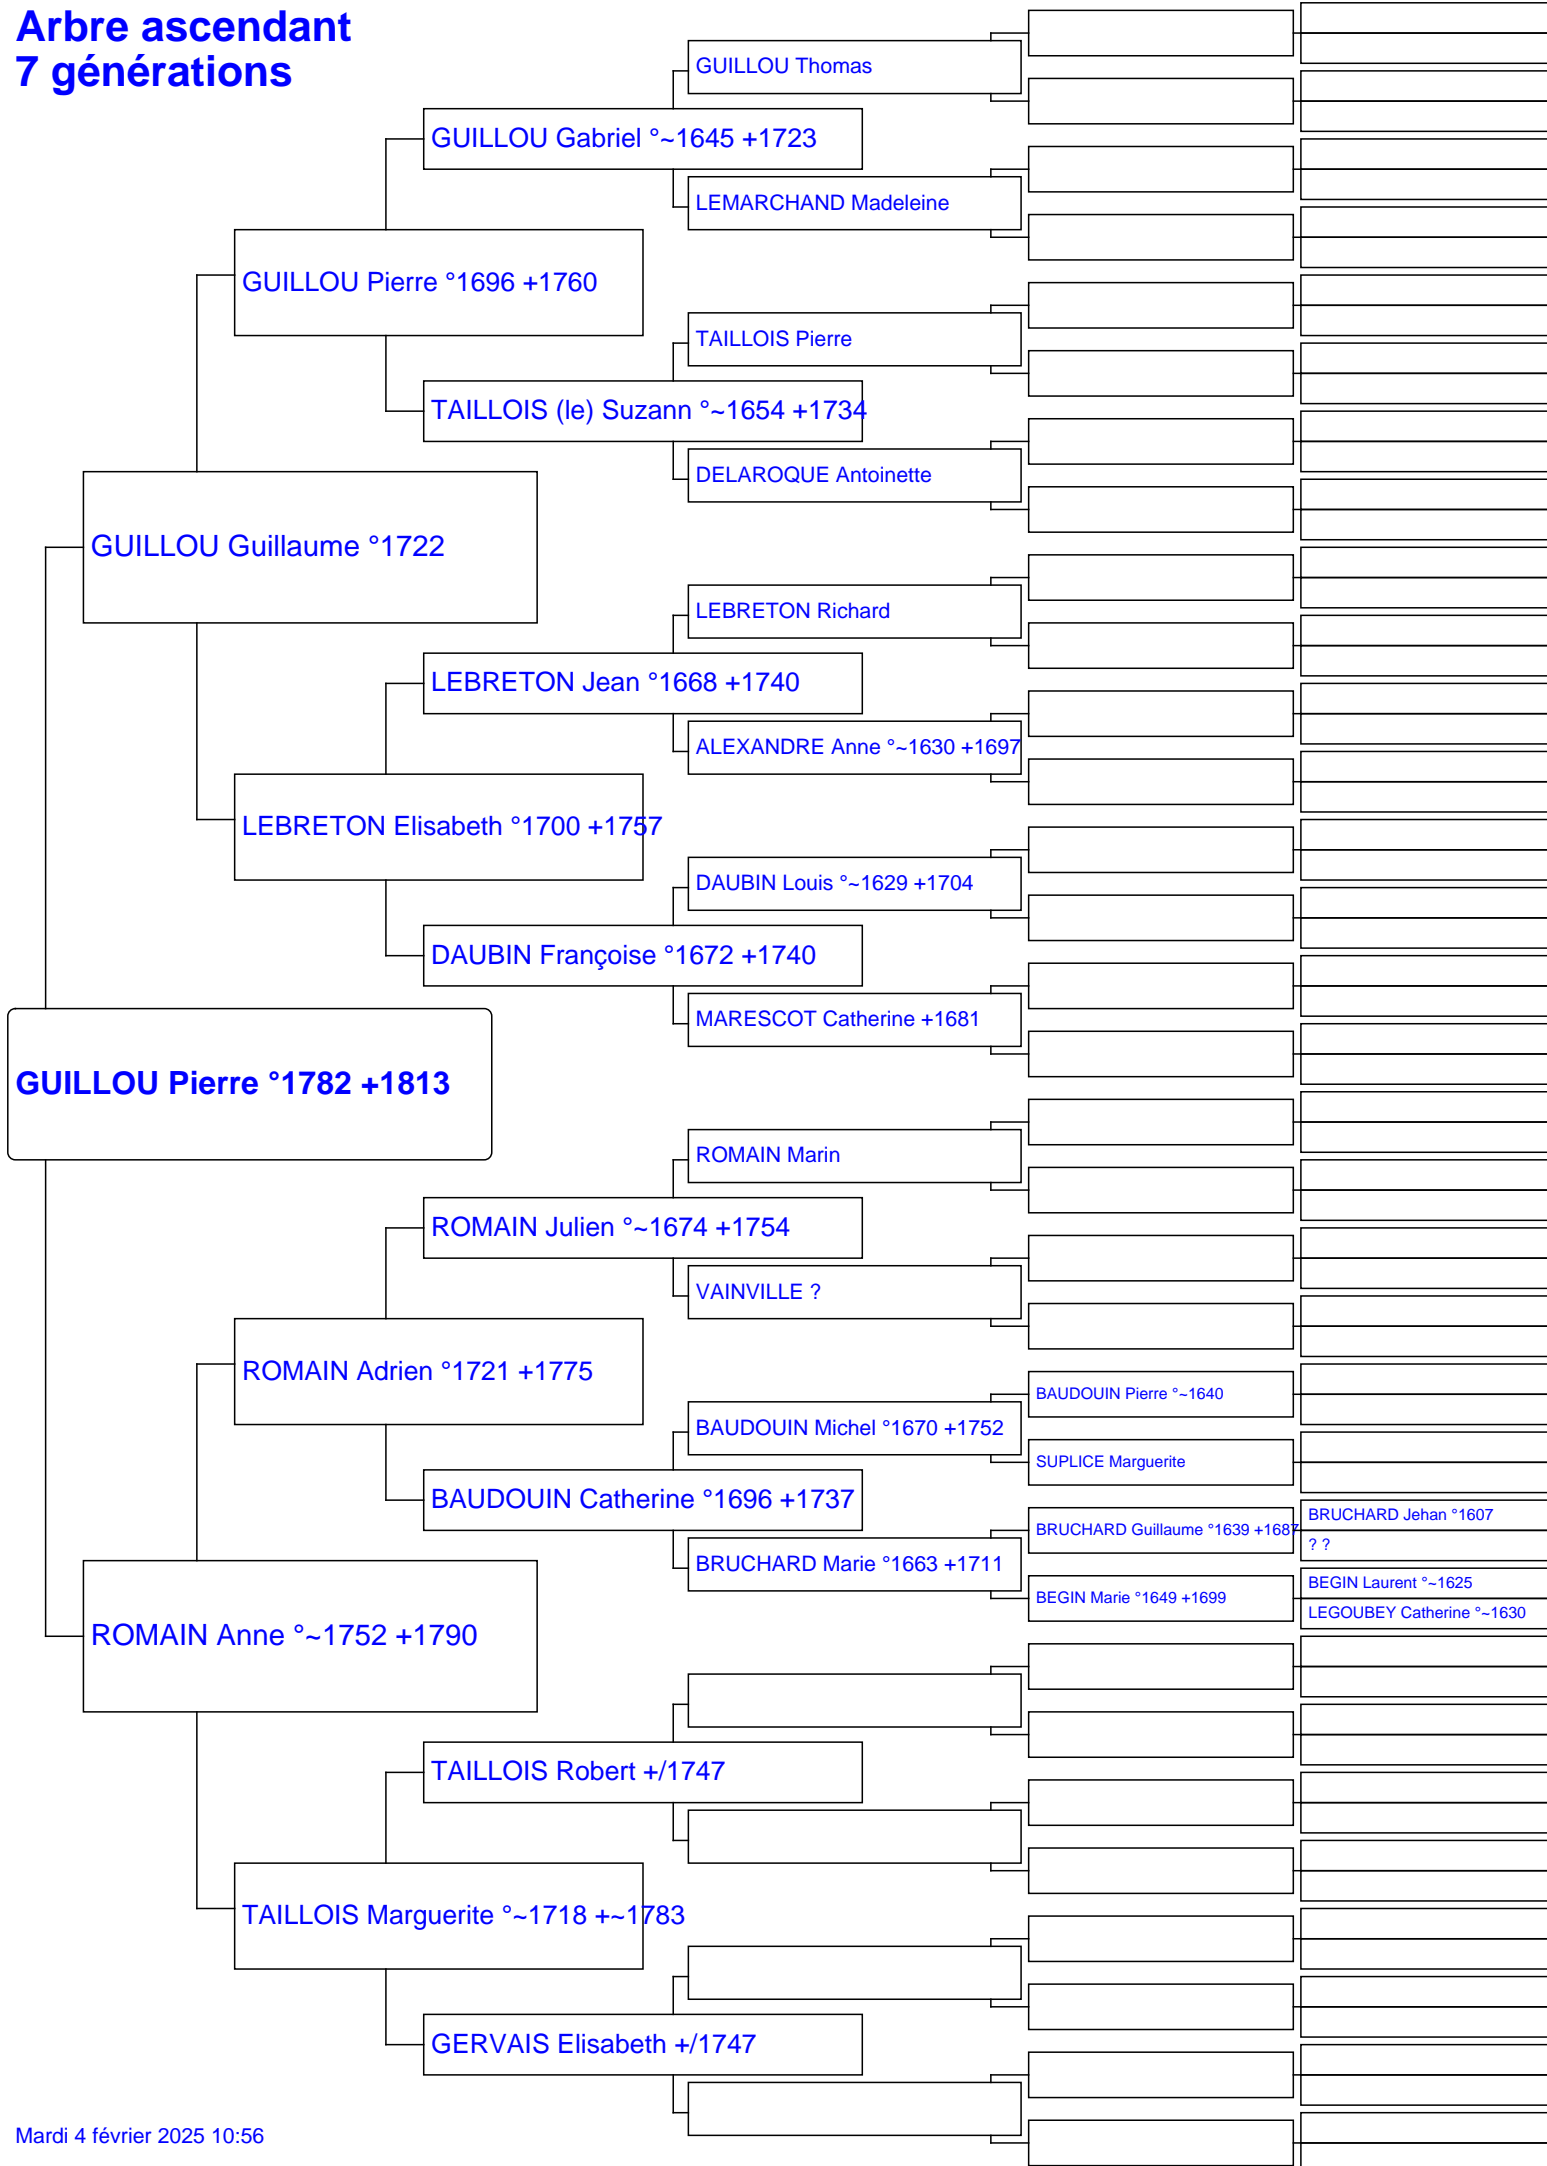 Arbre ascendant
7 générations
GUILLOU Thomas
GUILLOU Gabriel °~1645 +1723
LEMARCHAND Madeleine
GUILLOU Pierre °1696 +1760
TAILLOIS Pierre
TAILLOIS (le) Suzann °~1654 +1734
DELAROQUE Antoinette
GUILLOU Guillaume °1722
LEBRETON Richard
LEBRETON Jean °1668 +1740
ALEXANDRE Anne °~1630 +1697
LEBRETON Elisabeth °1700 +1757
DAUBIN Louis °~1629 +1704
DAUBIN Françoise °1672 +1740
MARESCOT Catherine +1681
GUILLOU Pierre °1782 +1813
ROMAIN Marin
ROMAIN Julien °~1674 +1754
VAINVILLE ?
ROMAIN Adrien °1721 +1775
BAUDOUIN Pierre °~1640
BAUDOUIN Michel °1670 +1752
SUPLICE Marguerite
BAUDOUIN Catherine °1696 +1737
BRUCHARD Jehan °1607
BRUCHARD Guillaume °1639 +1687
? ?
BRUCHARD Marie °1663 +1711
BEGIN Laurent °~1625
BEGIN Marie °1649 +1699
LEGOUBEY Catherine °~1630
ROMAIN Anne °~1752 +1790
TAILLOIS Robert +/1747
TAILLOIS Marguerite °~1718 +~1783
GERVAIS Elisabeth +/1747
Mardi 4 février 2025 10:56